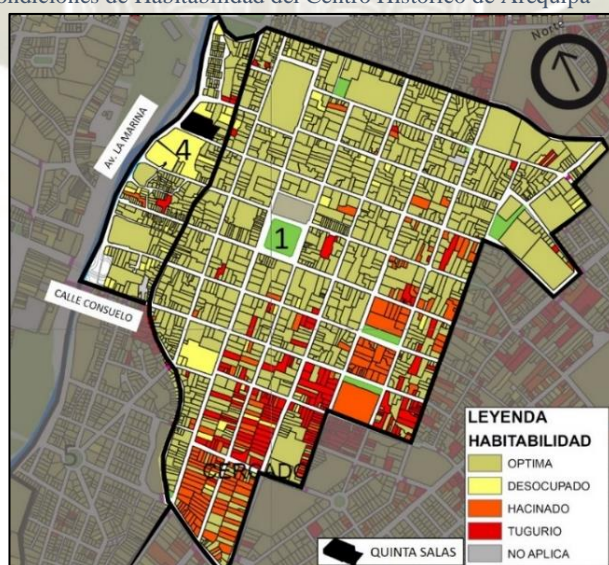 Condiciones de Habitabilidad del Centro Histórico de Arequipa
Norte
Av. LA MARINA
4
1
CALLE CONSUELO
5
CERCADO
LEYENDA
HABITABILIDAD
OPTIMA
DESOCUPADO
HACINADO
TUGURIO
NO APLICA
QUINTA SALAS